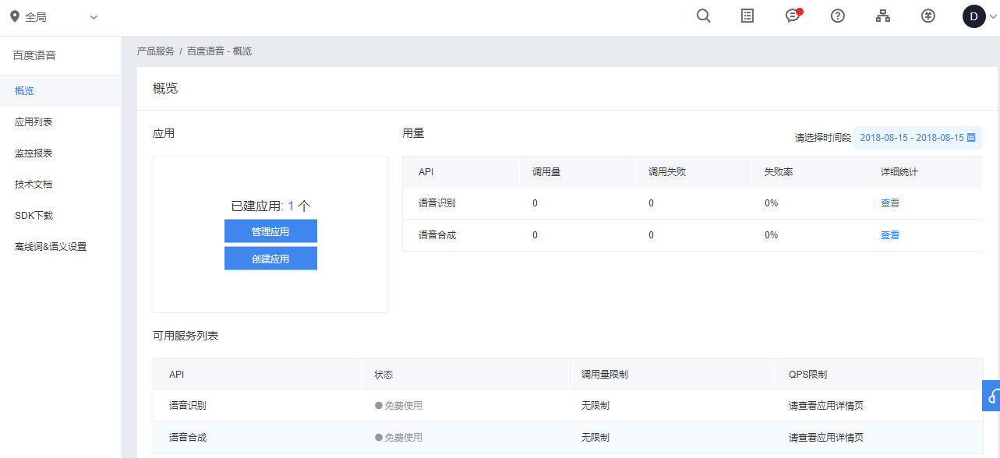 全局
D
百度语音
产品服务 / 百度语音 - 概览
概览
概览
应用列表
监控报表
技术文档
SDK下载
离线词&语义设置
应用
已建应用: 1 个
管理应用
创建应用
用量
请选择时间段 2018-08-15 - 2018-08-15
API 调用量 调用失败 失败率 详细统计
语音识别 0 0 0% 查看
语音合成 0 0 0% 查看
可用服务列表
API 状态 调用量限制 QPS限制
语音识别 免费使用 无限制 请查看应用详情页
语音合成 免费使用 无限制 请查看应用详情页